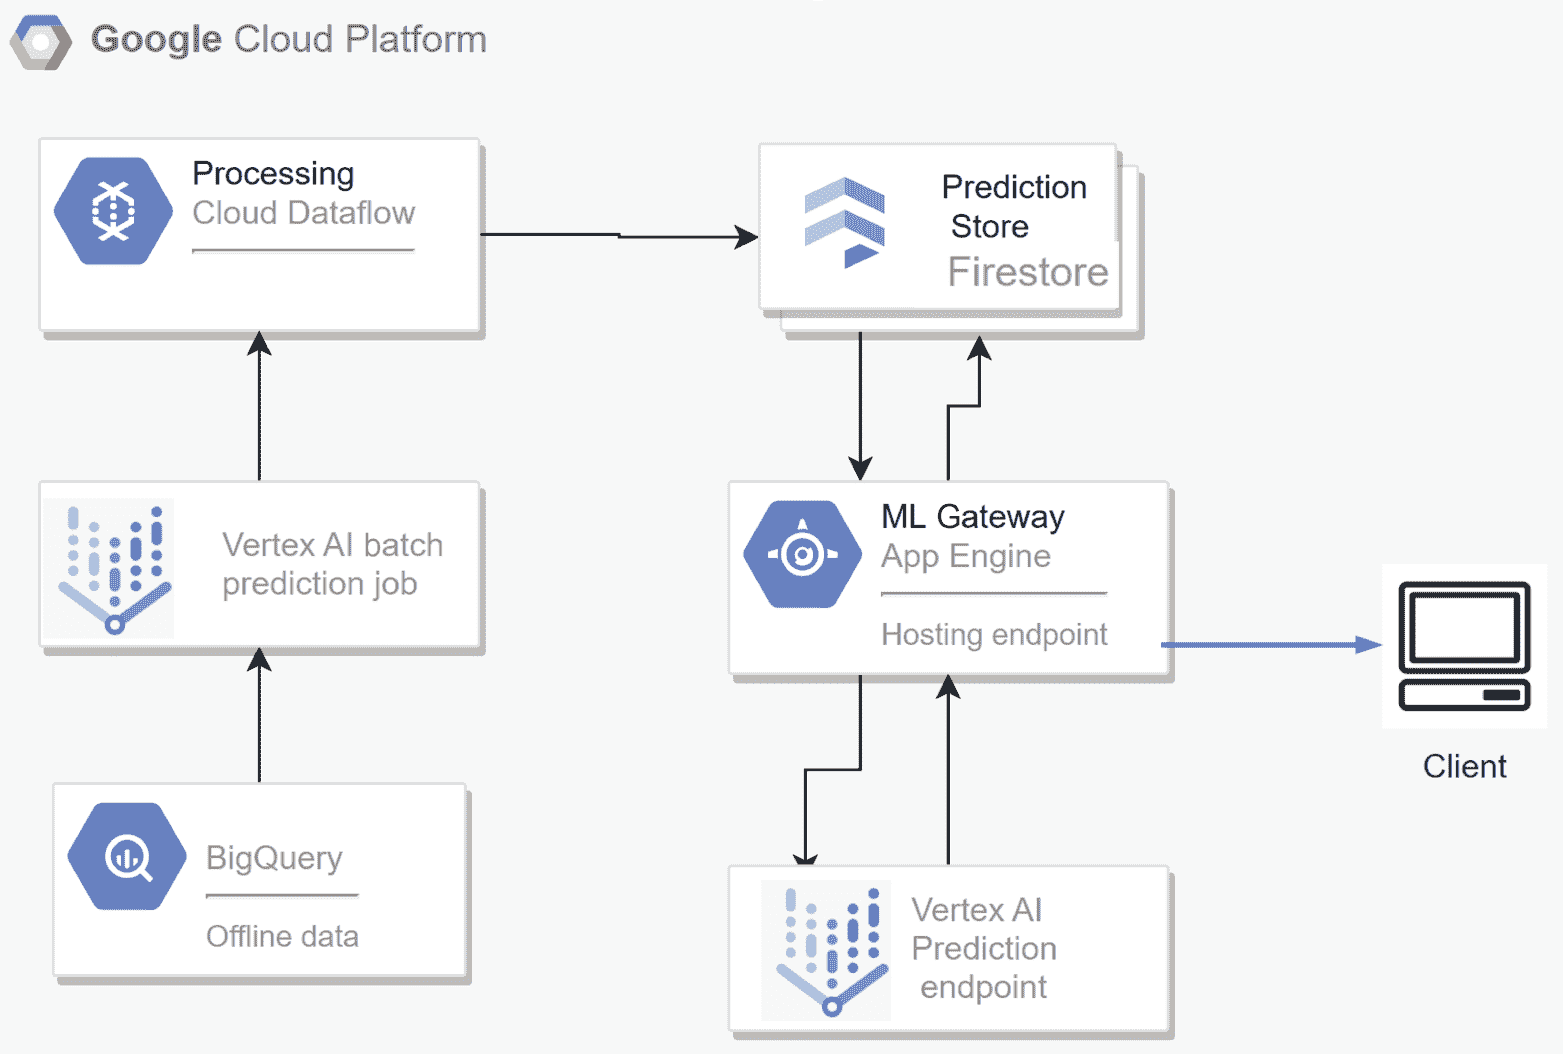 Google Cloud Platform
Processing
Cloud Dataflow
Prediction
Store
Firestore
Vertex AI batch
prediction job
ML Gateway
App Engine
Hosting endpoint
Client
BigQuery
Offline data
Vertex AI
Prediction
endpoint